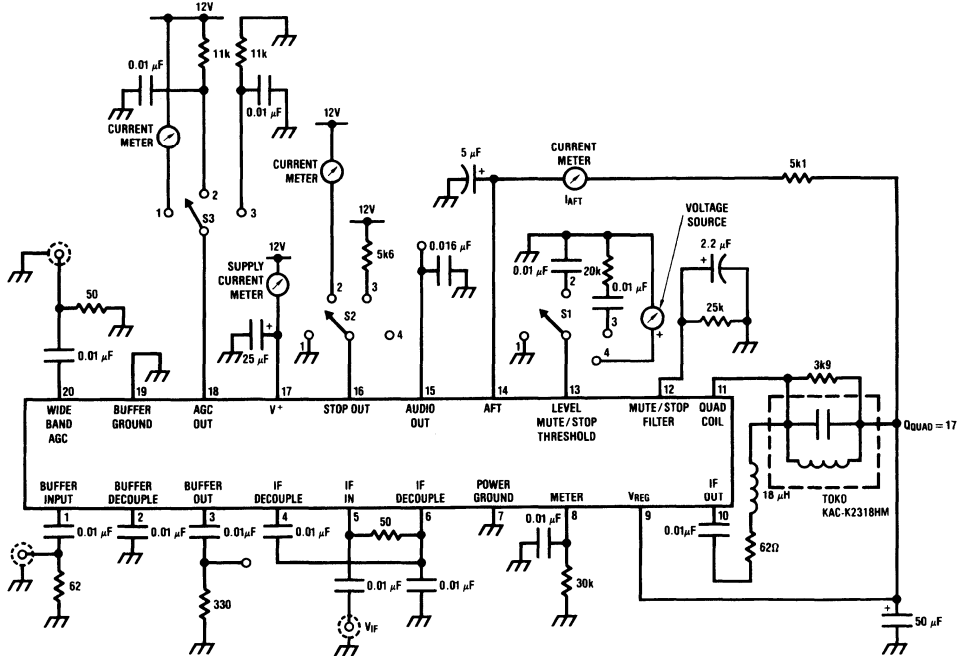 12V
11k
11k
0.01 µF
0.01 µF
CURRENT
METER
12V
CURRENT
METER
5 µF
+
CURRENT
METER
I_AFT
5k1
1
2
S3
3
12V
5k6
VOLTAGE
SOURCE
12V
SUPPLY
CURRENT
METER
0.016 µF
0.01 µF
20k
0.01 µF
2.2 µF
+
25k
50
0.01 µF
+
25 µF
1
2
S2
3
4
1
2
S1
3
4
+
3k9
20
19
18
17
16
15
14
13
12
11
WIDE
BAND
AGC
BUFFER
GROUND
AGC
OUT
V+
STOP OUT
AUDIO
OUT
AFT
LEVEL
MUTE/STOP
THRESHOLD
MUTE/STOP
FILTER
QUAD
COIL
Q_QUAD = 17
BUFFER
INPUT
BUFFER
DECOUPLE
BUFFER
OUT
IF
DECOUPLE
IF
IN
IF
DECOUPLE
POWER
GROUND
METER
V_REG
IF
OUT
18 µH
TOKO
KAC-K2318HM
1
2
3
4
5
6
7
8
9
10
0.01 µF
0.01 µF
0.01µF
0.01 µF
50
0.01 µF
0.01µF
62Ω
62
330
0.01 µF
0.01 µF
30k
V_IF
+
50 µF